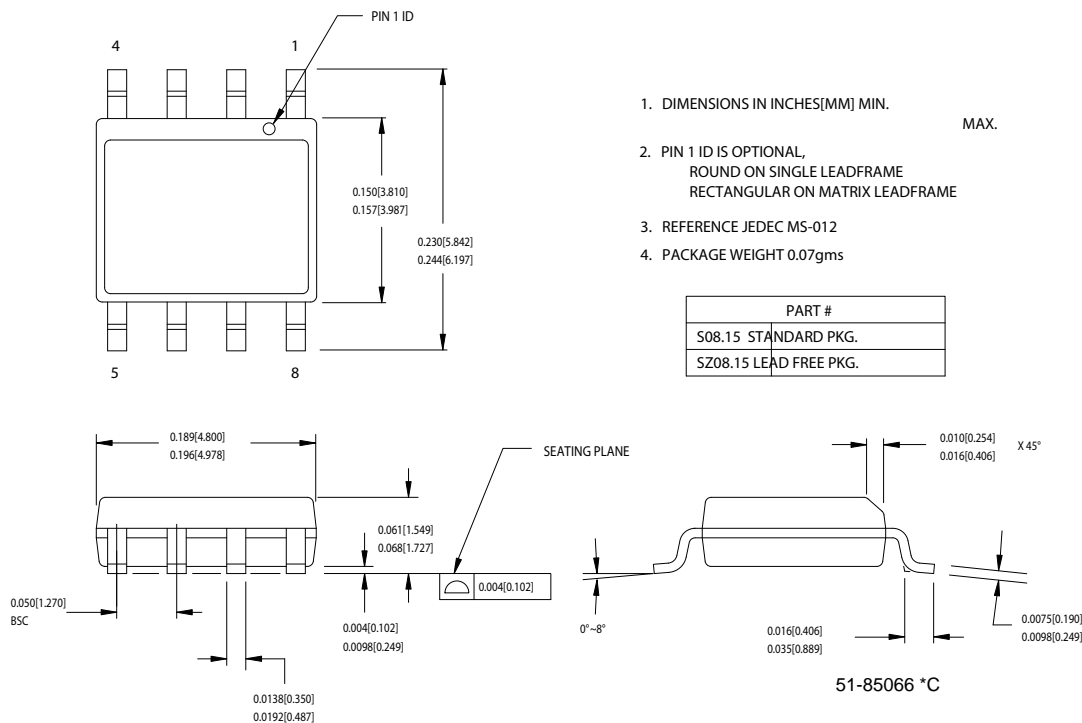 PIN 1 ID
4
1
0.150[3.810]
0.157[3.987]
0.230[5.842]
0.244[6.197]
5
8
1. DIMENSIONS IN INCHES[MM] MIN.
MAX.
2. PIN 1 ID IS OPTIONAL,
ROUND ON SINGLE LEADFRAME
RECTANGULAR ON MATRIX LEADFRAME
3. REFERENCE JEDEC MS-012
4. PACKAGE WEIGHT 0.07gms
PART #
S08.15 STANDARD PKG.
SZ08.15 LEAD FREE PKG.
0.189[4.800]
0.196[4.978]
SEATING PLANE
0.010[0.254]
0.016[0.406]
X 45°
0.061[1.549]
0.068[1.727]
0.004[0.102]
0.050[1.270]
BSC
0.004[0.102]
0.0098[0.249]
0°~8°
0.016[0.406]
0.035[0.889]
0.0075[0.190]
0.0098[0.249]
0.0138[0.350]
0.0192[0.487]
51-85066 *C